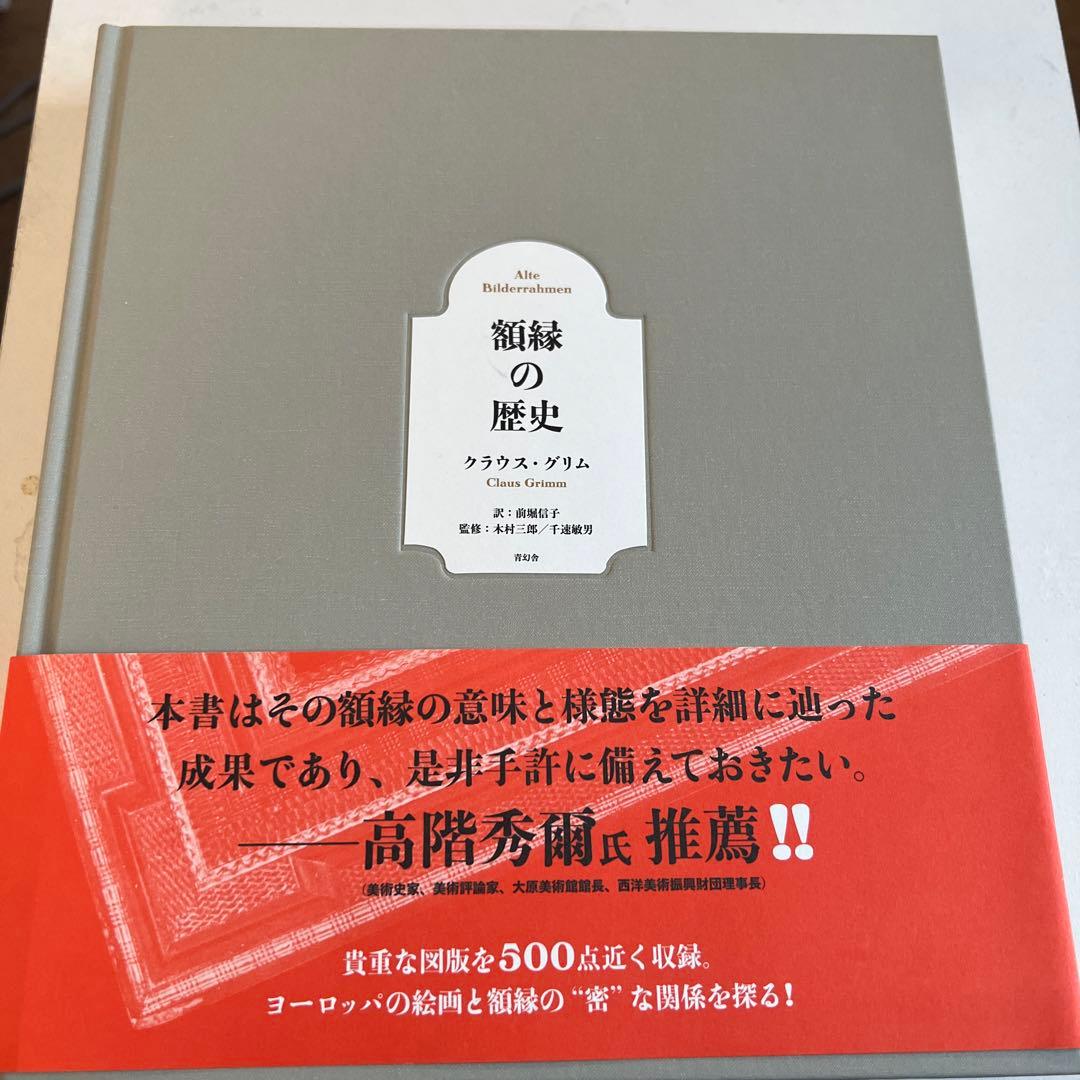 Alte
Bilderrahmen
額縁
の
歴史
クラウス・グリム
Claus Grimm
訳：前堀信子
監修：木村三郎／千速敏男
青幻舎
本書はその額縁の意味と様態を詳細に辿った
成果であり、是非手許に備えておきたい。
――高階秀爾氏 推薦!!
（美術史家、美術評論家、大原美術館館長、西洋美術振興財団理事長）
貴重な図版を500点近く収録。
ヨーロッパの絵画と額縁の“密”な関係を探る！